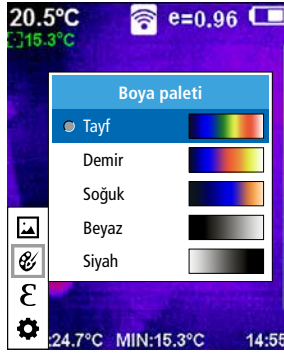 20.5°C e=0.96
15.3°C
Boya paleti
Tayf
Demir
Soğuk
Beyaz
Siyah
ε
:24.7°C MIN:15.3°C 14:55